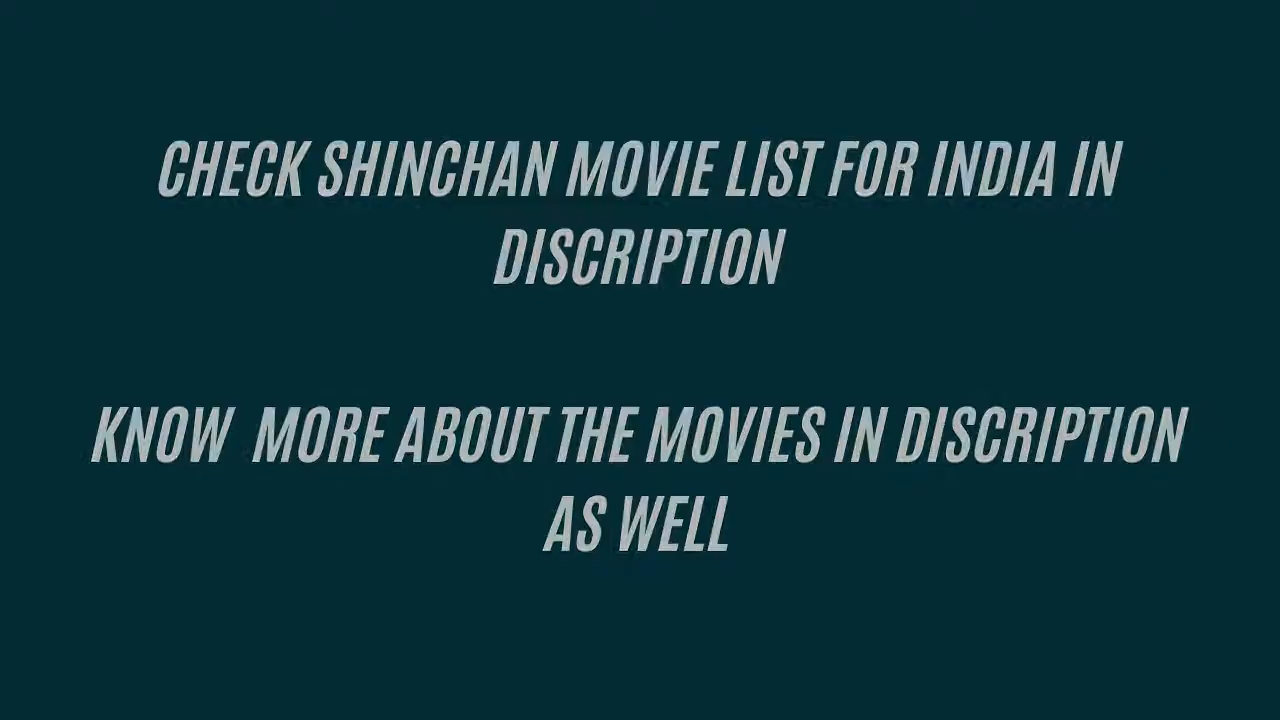 CHECK SHINCHAN MOVIE LIST FOR INDIA IN
DISCRIPTION
KNOW MORE ABOUT THE MOVIES IN DISCRIPTION
AS WELL